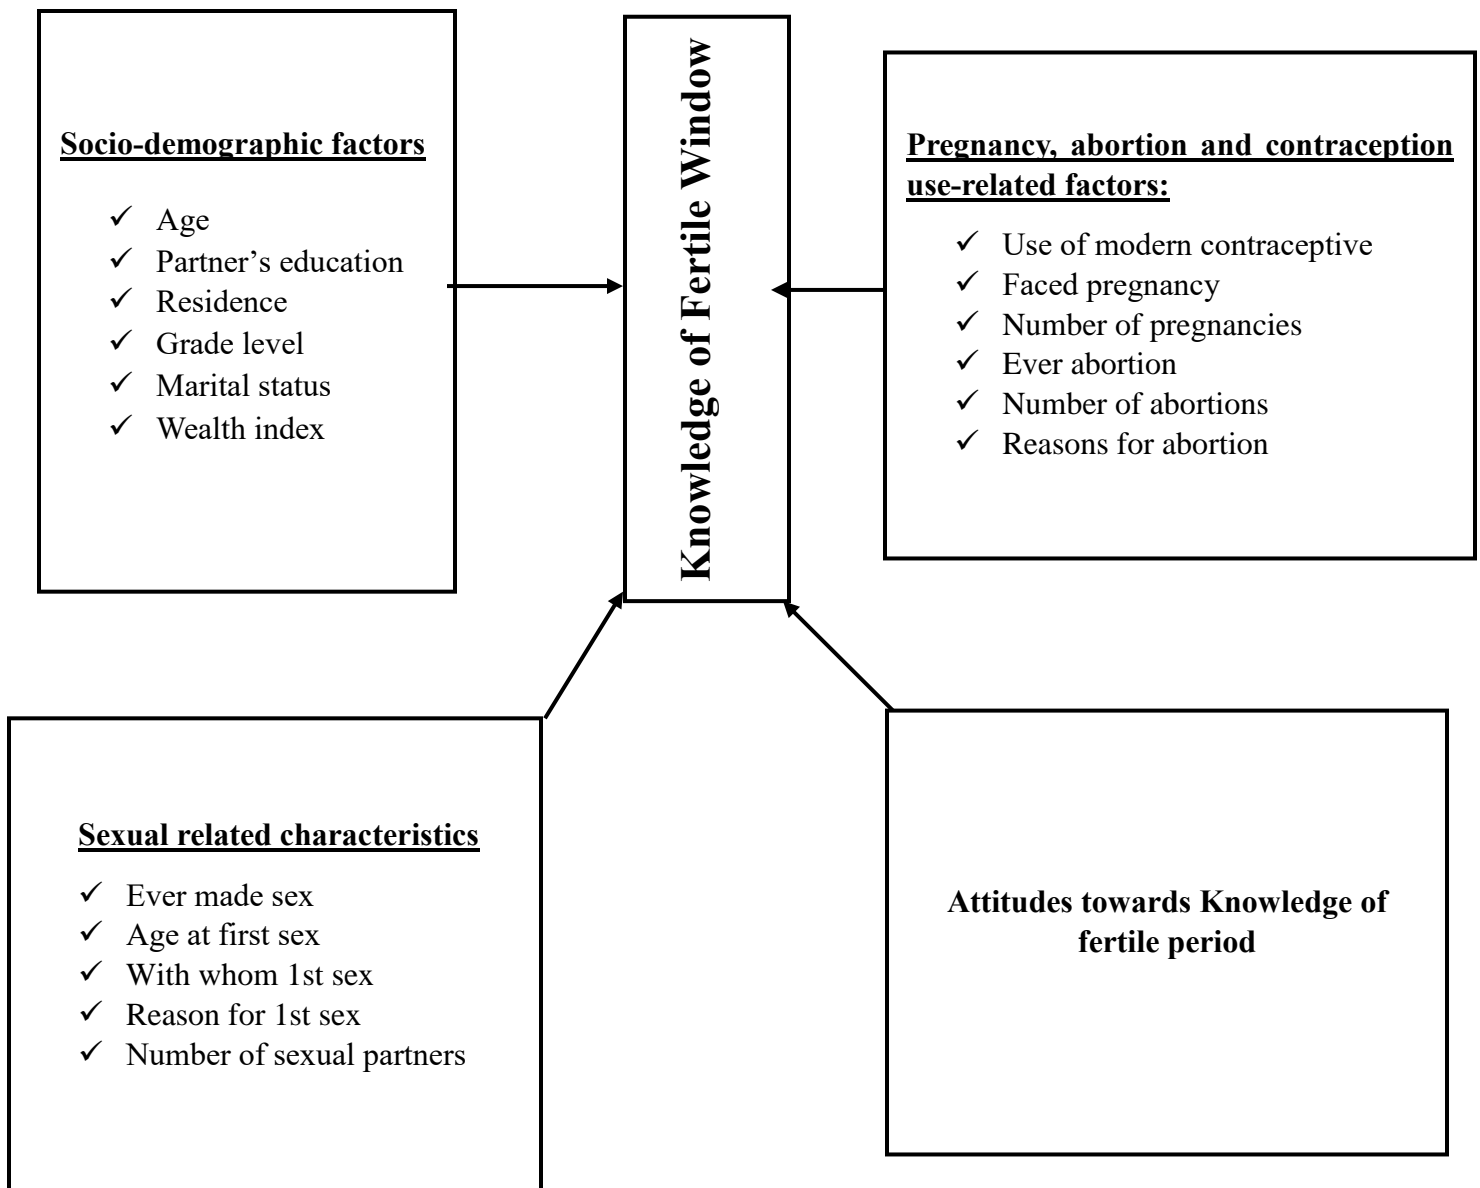 Socio-demographic factors
✓ Age
✓ Partner’s education
✓ Residence
✓ Grade level
✓ Marital status
✓ Wealth index
Knowledge of Fertile Window
Pregnancy, abortion and contraception
use-related factors:
✓ Use of modern contraceptive
✓ Faced pregnancy
✓ Number of pregnancies
✓ Ever abortion
✓ Number of abortions
✓ Reasons for abortion
Sexual related characteristics
✓ Ever made sex
✓ Age at first sex
✓ With whom 1st sex
✓ Reason for 1st sex
✓ Number of sexual partners
Attitudes towards Knowledge of
fertile period